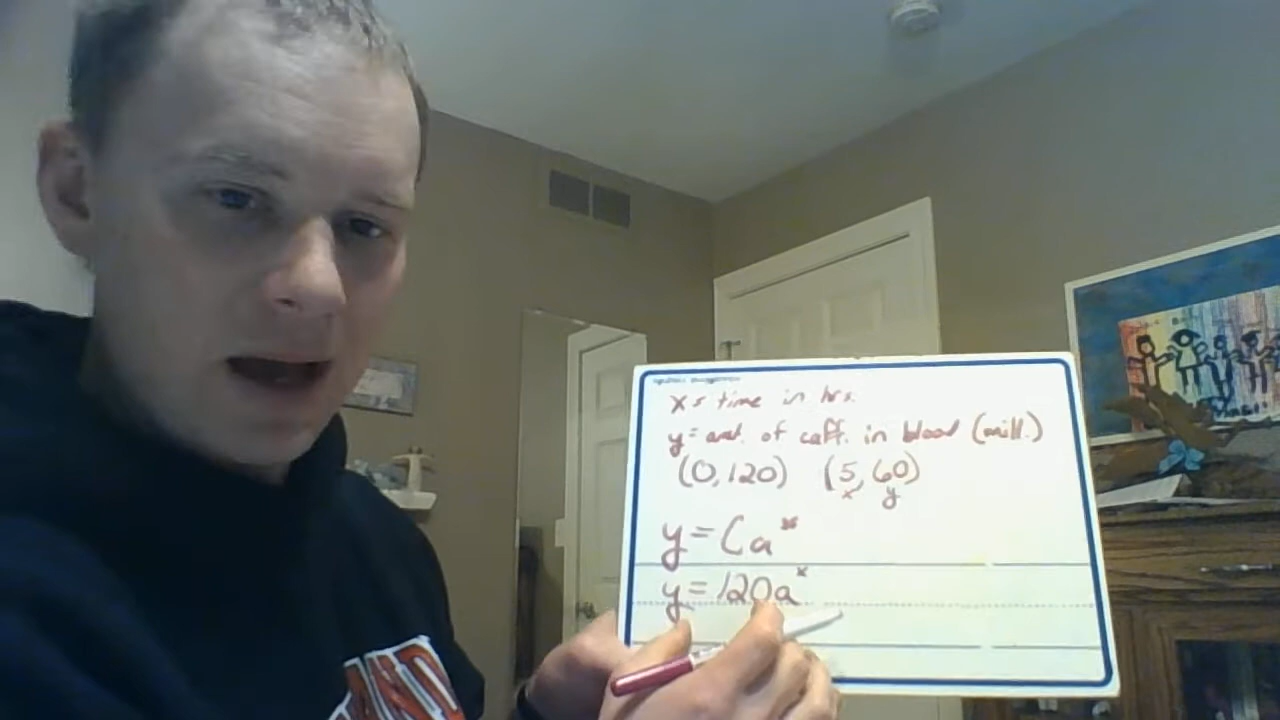 x = time in hrs.
y = amt. of caff. in blood (mill.)
(0, 120) (5, 60)
x y
y = Ca^x
y = 120a^x